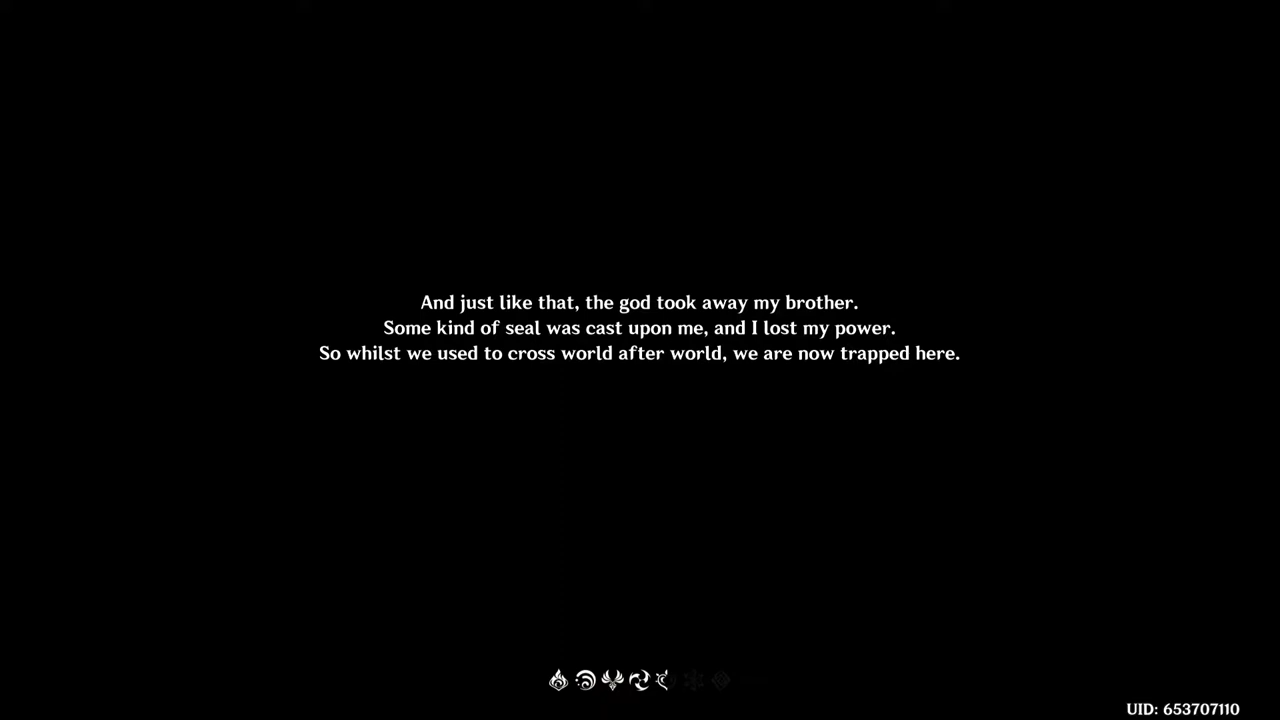 And just like that, the god took away my brother.
Some kind of seal was cast upon me, and I lost my power.
So whilst we used to cross world after world, we are now trapped here.
UID: 653707110